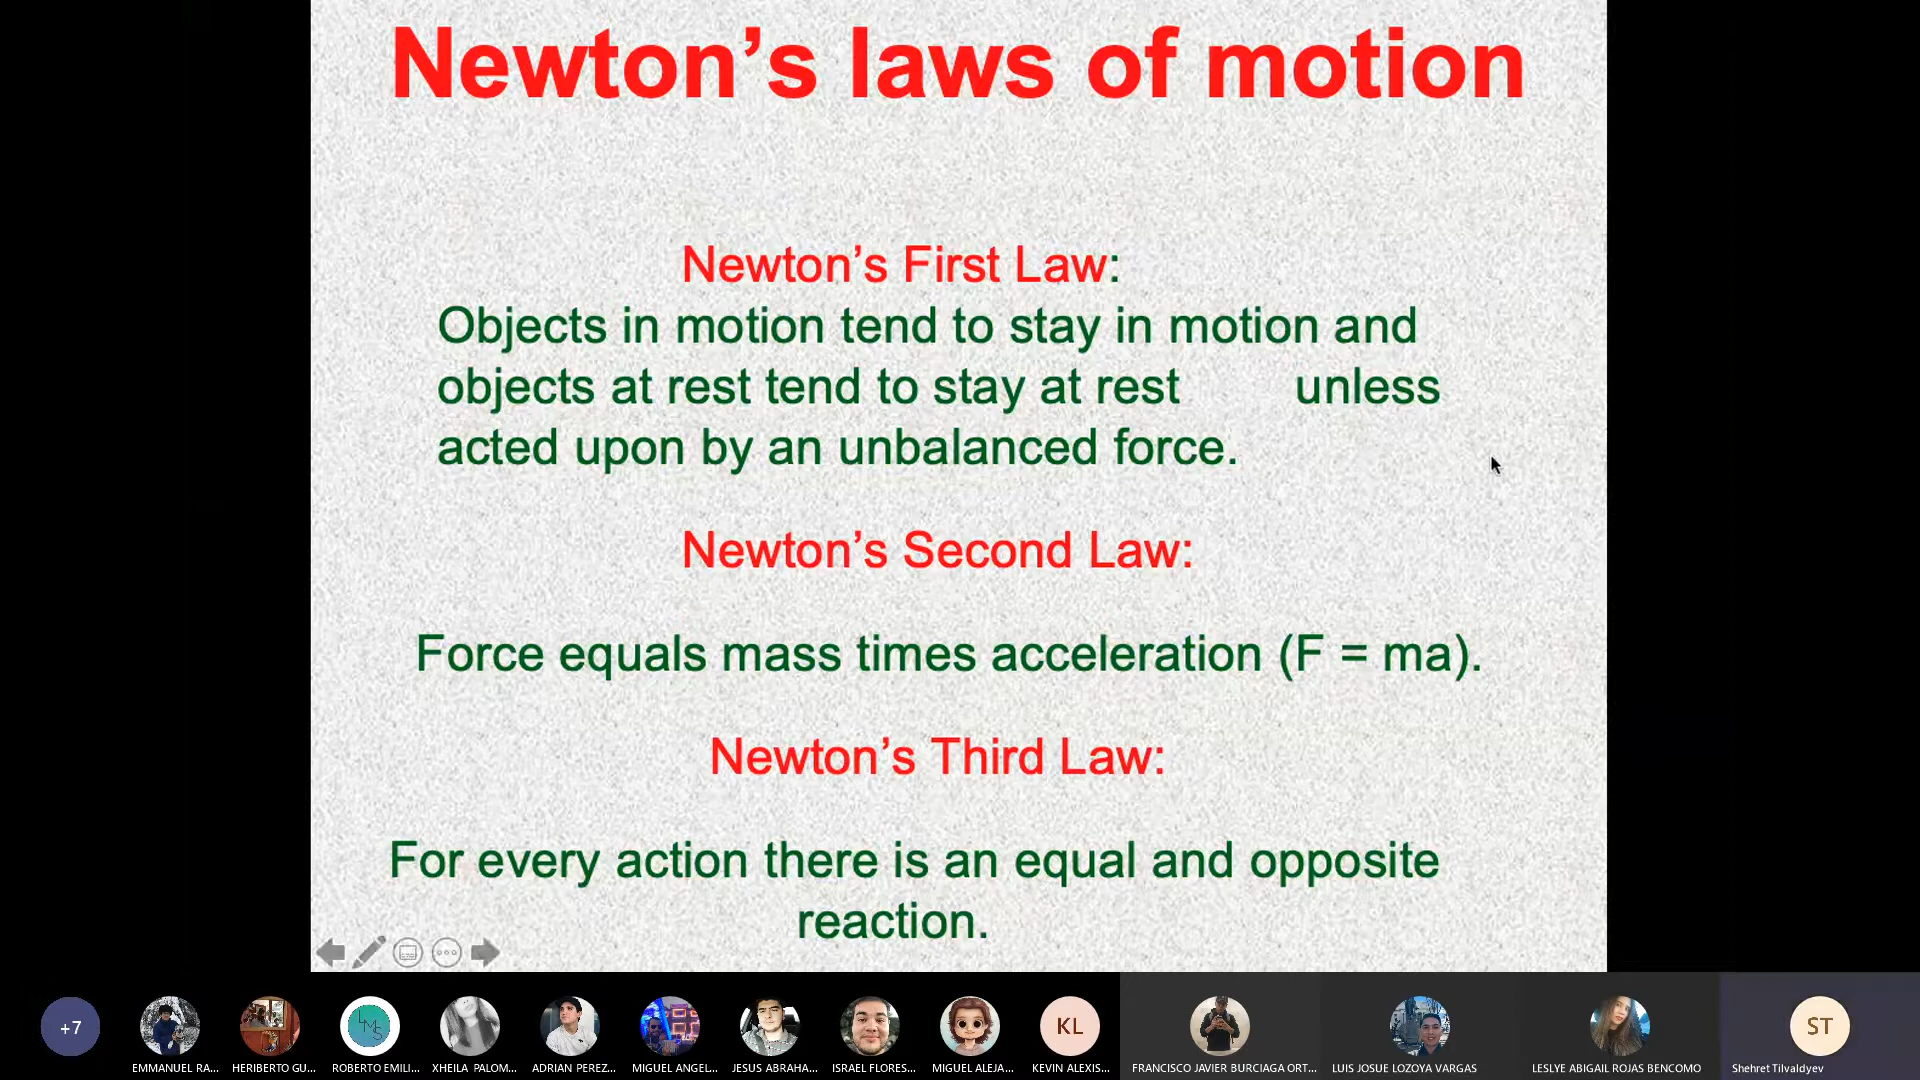 Newton’s laws of motion
Newton’s First Law:
Objects in motion tend to stay in motion and
objects at rest tend to stay at rest unless
acted upon by an unbalanced force.
Newton’s Second Law:
Force equals mass times acceleration (F = ma).
Newton’s Third Law:
For every action there is an equal and opposite
reaction.
+7
LMS
KL
ST
EMMANUEL RA...
HERIBERTO GU...
ROBERTO EMILI...
XHEILA PALOM...
ADRIAN PEREZ...
MIGUEL ANGEL...
JESUS ABRAHA...
ISRAEL FLORES...
MIGUEL ALEJA...
KEVIN ALEXIS...
FRANCISCO JAVIER BURCIAGA ORT...
LUIS JOSUE LOZOYA VARGAS
LESLYE ABIGAIL ROJAS BENCOMO
Shehret Tilvaldyev